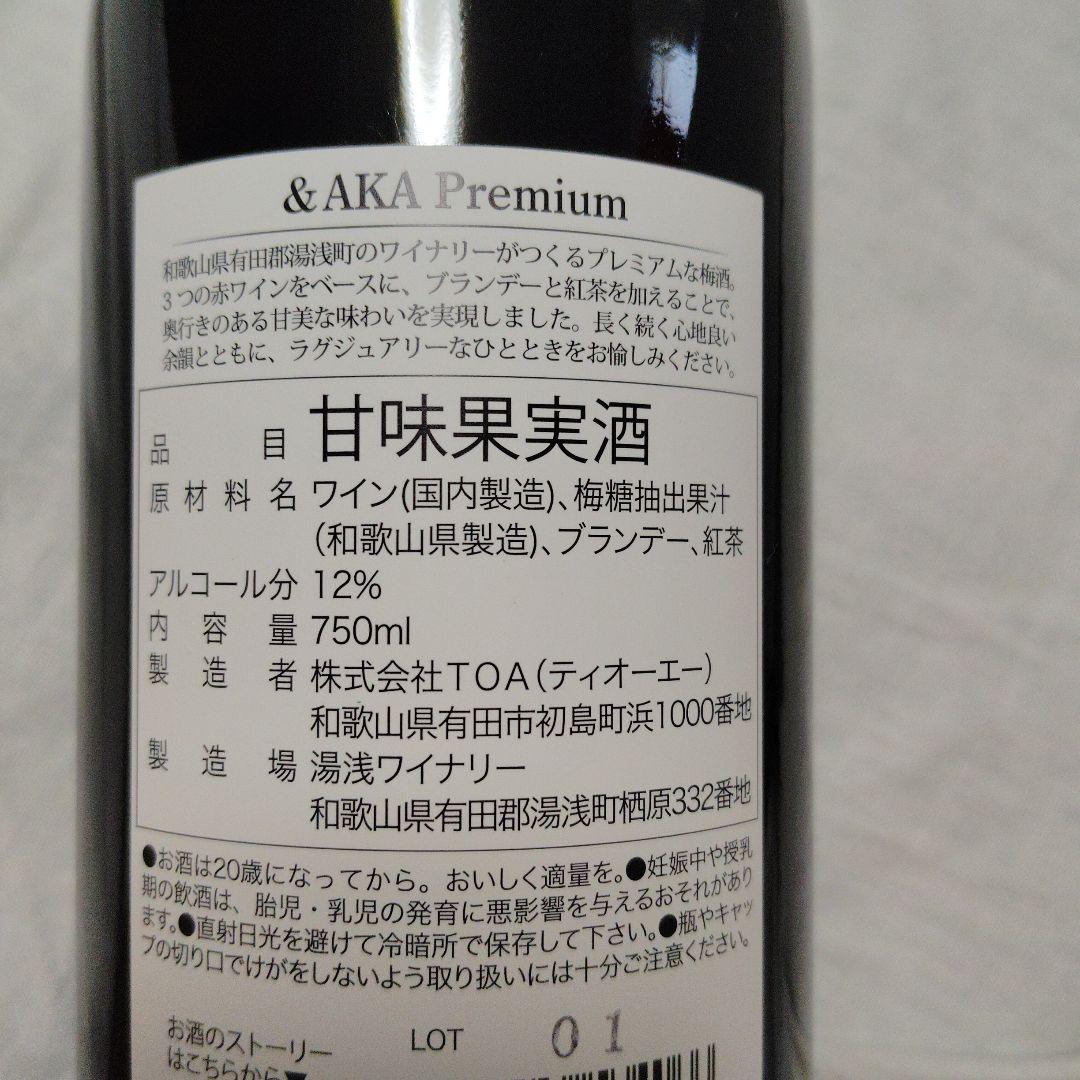 &AKA Premium
和歌山県有田郡湯浅町のワイナリーがつくるプレミアムな梅酒。
3つの赤ワインをベースに、ブランデーと紅茶を加えることで、
奥行きのある甘美な味わいを実現しました。長く続く心地良い
余韻とともに、ラグジュアリーなひとときをお愉しみください。
品目 甘味果実酒
原材料名 ワイン(国内製造)、梅糖抽出果汁
(和歌山県製造)、ブランデー、紅茶
アルコール分 12%
内容量 750ml
製造者 株式会社TOA(ティオーエー)
和歌山県有田市初島町浜1000番地
製造場 湯浅ワイナリー
和歌山県有田郡湯浅町栖原332番地
●お酒は20歳になってから。おいしく適量を。●妊娠中や授乳
期の飲酒は、胎児・乳児の発育に悪影響を与えるおそれがあり
ます。●直射日光を避けて冷暗所で保存して下さい。●瓶やキャッ
プの切り口でけがをしないよう取り扱いには十分ご注意ください。
お酒のストーリー
はこちらから▼
LOT 01